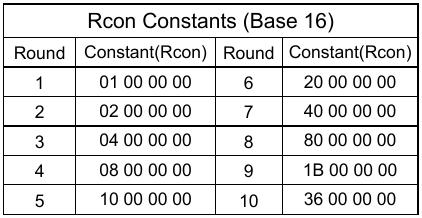 Rcon Constants (Base 16)
Round Constant(Rcon) Round Constant(Rcon)
1 01 00 00 00 6 20 00 00 00
2 02 00 00 00 7 40 00 00 00
3 04 00 00 00 8 80 00 00 00
4 08 00 00 00 9 1B 00 00 00
5 10 00 00 00 10 36 00 00 00